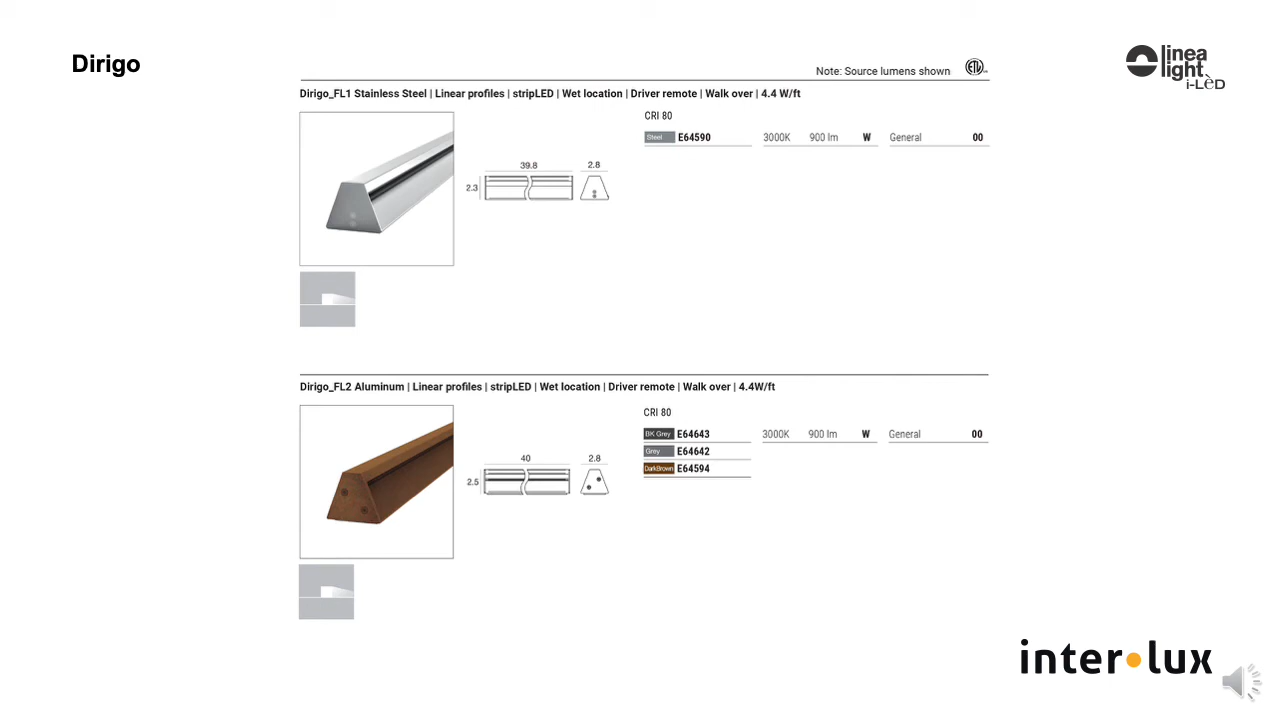 Dirigo
linea
light
i-LèD
Note: Source lumens shown
ETL
Dirigo_FL1 Stainless Steel | Linear profiles | stripLED | Wet location | Driver remote | Walk over | 4.4 W/ft
CRI 80
Steel E64590 3000K 900 lm W General 00
39.8 2.8
2.3
Dirigo_FL2 Aluminum | Linear profiles | stripLED | Wet location | Driver remote | Walk over | 4.4W/ft
CRI 80
BK Grey E64643 3000K 900 lm W General 00
Grey E64642
DarkBrown E64594
40 2.8
2.5
inter•lux